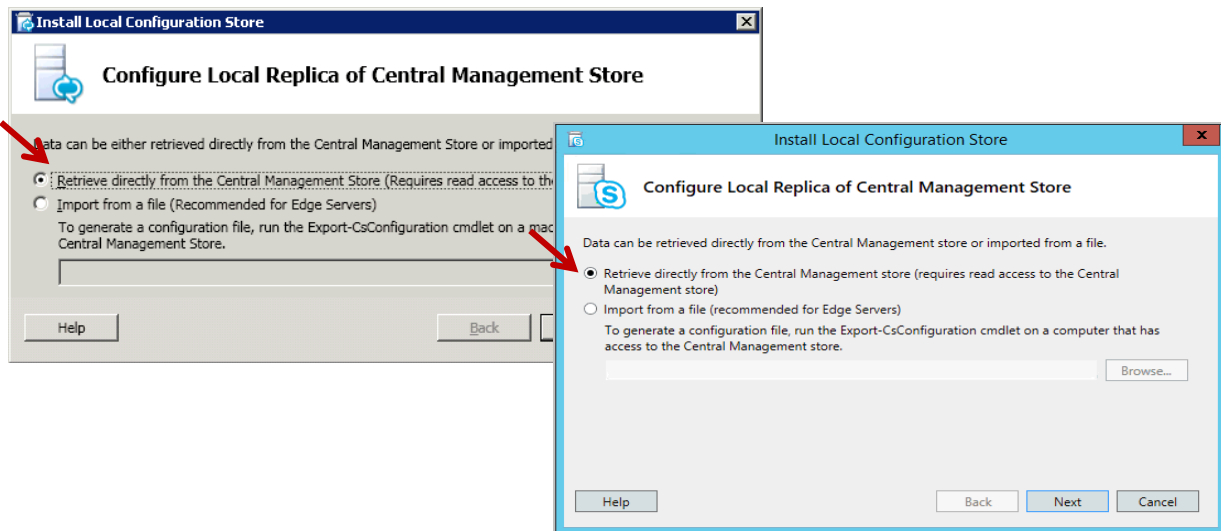 Install Local Configuration Store
Configure Local Replica of Central Management Store
Data can be either retrieved directly from the Central Management Store or imported
Retrieve directly from the Central Management Store (Requires read access to the
Import from a file (Recommended for Edge Servers)
To generate a configuration file, run the Export-CsConfiguration cmdlet on a mac
Central Management Store.
Help
Back
Install Local Configuration Store
Configure Local Replica of Central Management Store
Data can be retrieved directly from the Central Management store or imported from a file.
Retrieve directly from the Central Management store (requires read access to the Central
Management store)
Import from a file (recommended for Edge Servers)
To generate a configuration file, run the Export-CsConfiguration cmdlet on a computer that has
access to the Central Management store.
Browse...
Help
Back
Next
Cancel